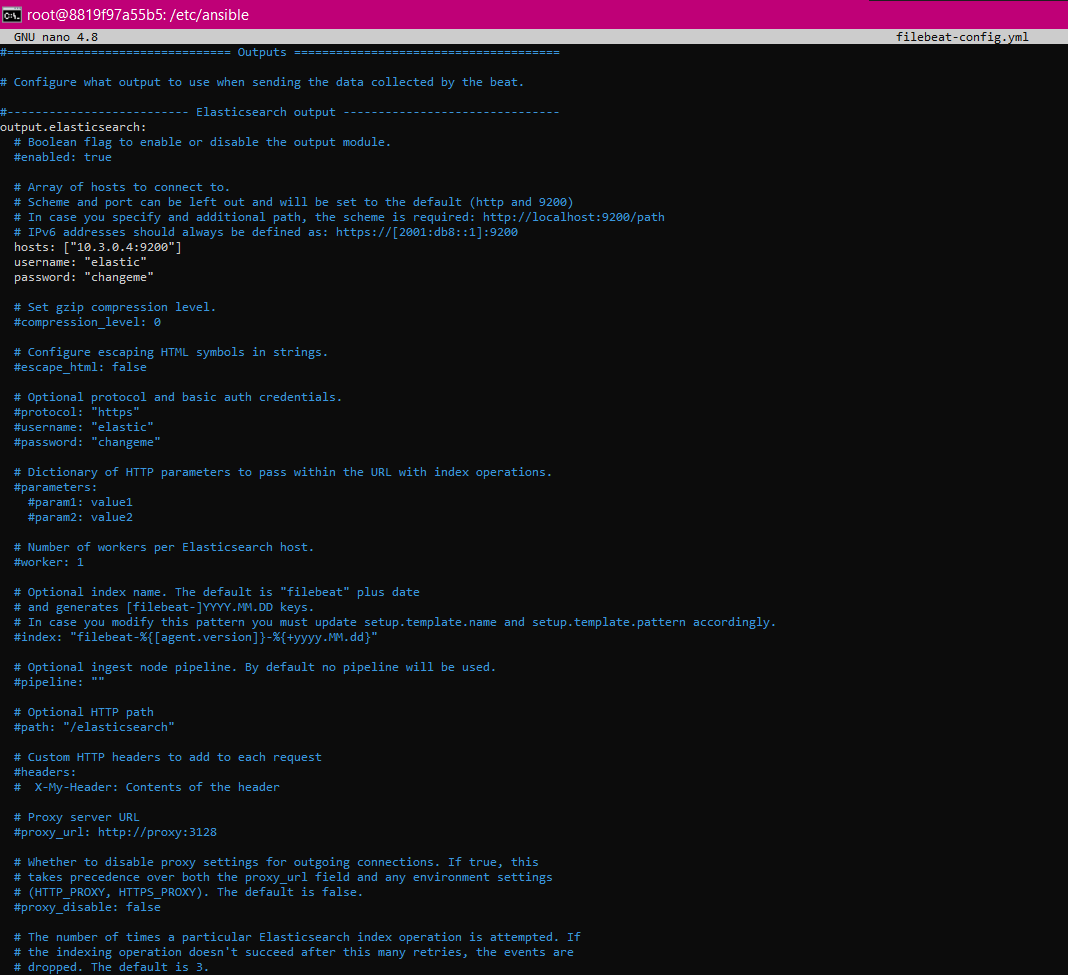 root@8819f97a55b5: /etc/ansible
GNU nano 4.8 filebeat-config.yml
#================================ Outputs ======================================
# Configure what output to use when sending the data collected by the beat.
#-------------------------- Elasticsearch output -------------------------------
output.elasticsearch:
  # Boolean flag to enable or disable the output module.
  #enabled: true
  # Array of hosts to connect to.
  # Scheme and port can be left out and will be set to the default (http and 9200)
  # In case you specify and additional path, the scheme is required: http://localhost:9200/path
  # IPv6 addresses should always be defined as: https://[2001:db8::1]:9200
  hosts: ["10.3.0.4:9200"]
  username: "elastic"
  password: "changeme"
  # Set gzip compression level.
  #compression_level: 0
  # Configure escaping HTML symbols in strings.
  #escape_html: false
  # Optional protocol and basic auth credentials.
  #protocol: "https"
  #username: "elastic"
  #password: "changeme"
  # Dictionary of HTTP parameters to pass within the URL with index operations.
  #parameters:
    #param1: value1
    #param2: value2
  # Number of workers per Elasticsearch host.
  #worker: 1
  # Optional index name. The default is "filebeat" plus date
  # and generates [filebeat-]YYYY.MM.DD keys.
  # In case you modify this pattern you must update setup.template.name and setup.template.pattern accordingly.
  #index: "filebeat-%{[agent.version]}-%{+yyyy.MM.dd}"
  # Optional ingest node pipeline. By default no pipeline will be used.
  #pipeline: ""
  # Optional HTTP path
  #path: "/elasticsearch"
  # Custom HTTP headers to add to each request
  #headers:
  #  X-My-Header: Contents of the header
  # Proxy server URL
  #proxy_url: http://proxy:3128
  # Whether to disable proxy settings for outgoing connections. If true, this
  # takes precedence over both the proxy_url field and any environment settings
  # (HTTP_PROXY, HTTPS_PROXY). The default is false.
  #proxy_disable: false
  # The number of times a particular Elasticsearch index operation is attempted. If
  # the indexing operation doesn't succeed after this many retries, the events are
  # dropped. The default is 3.